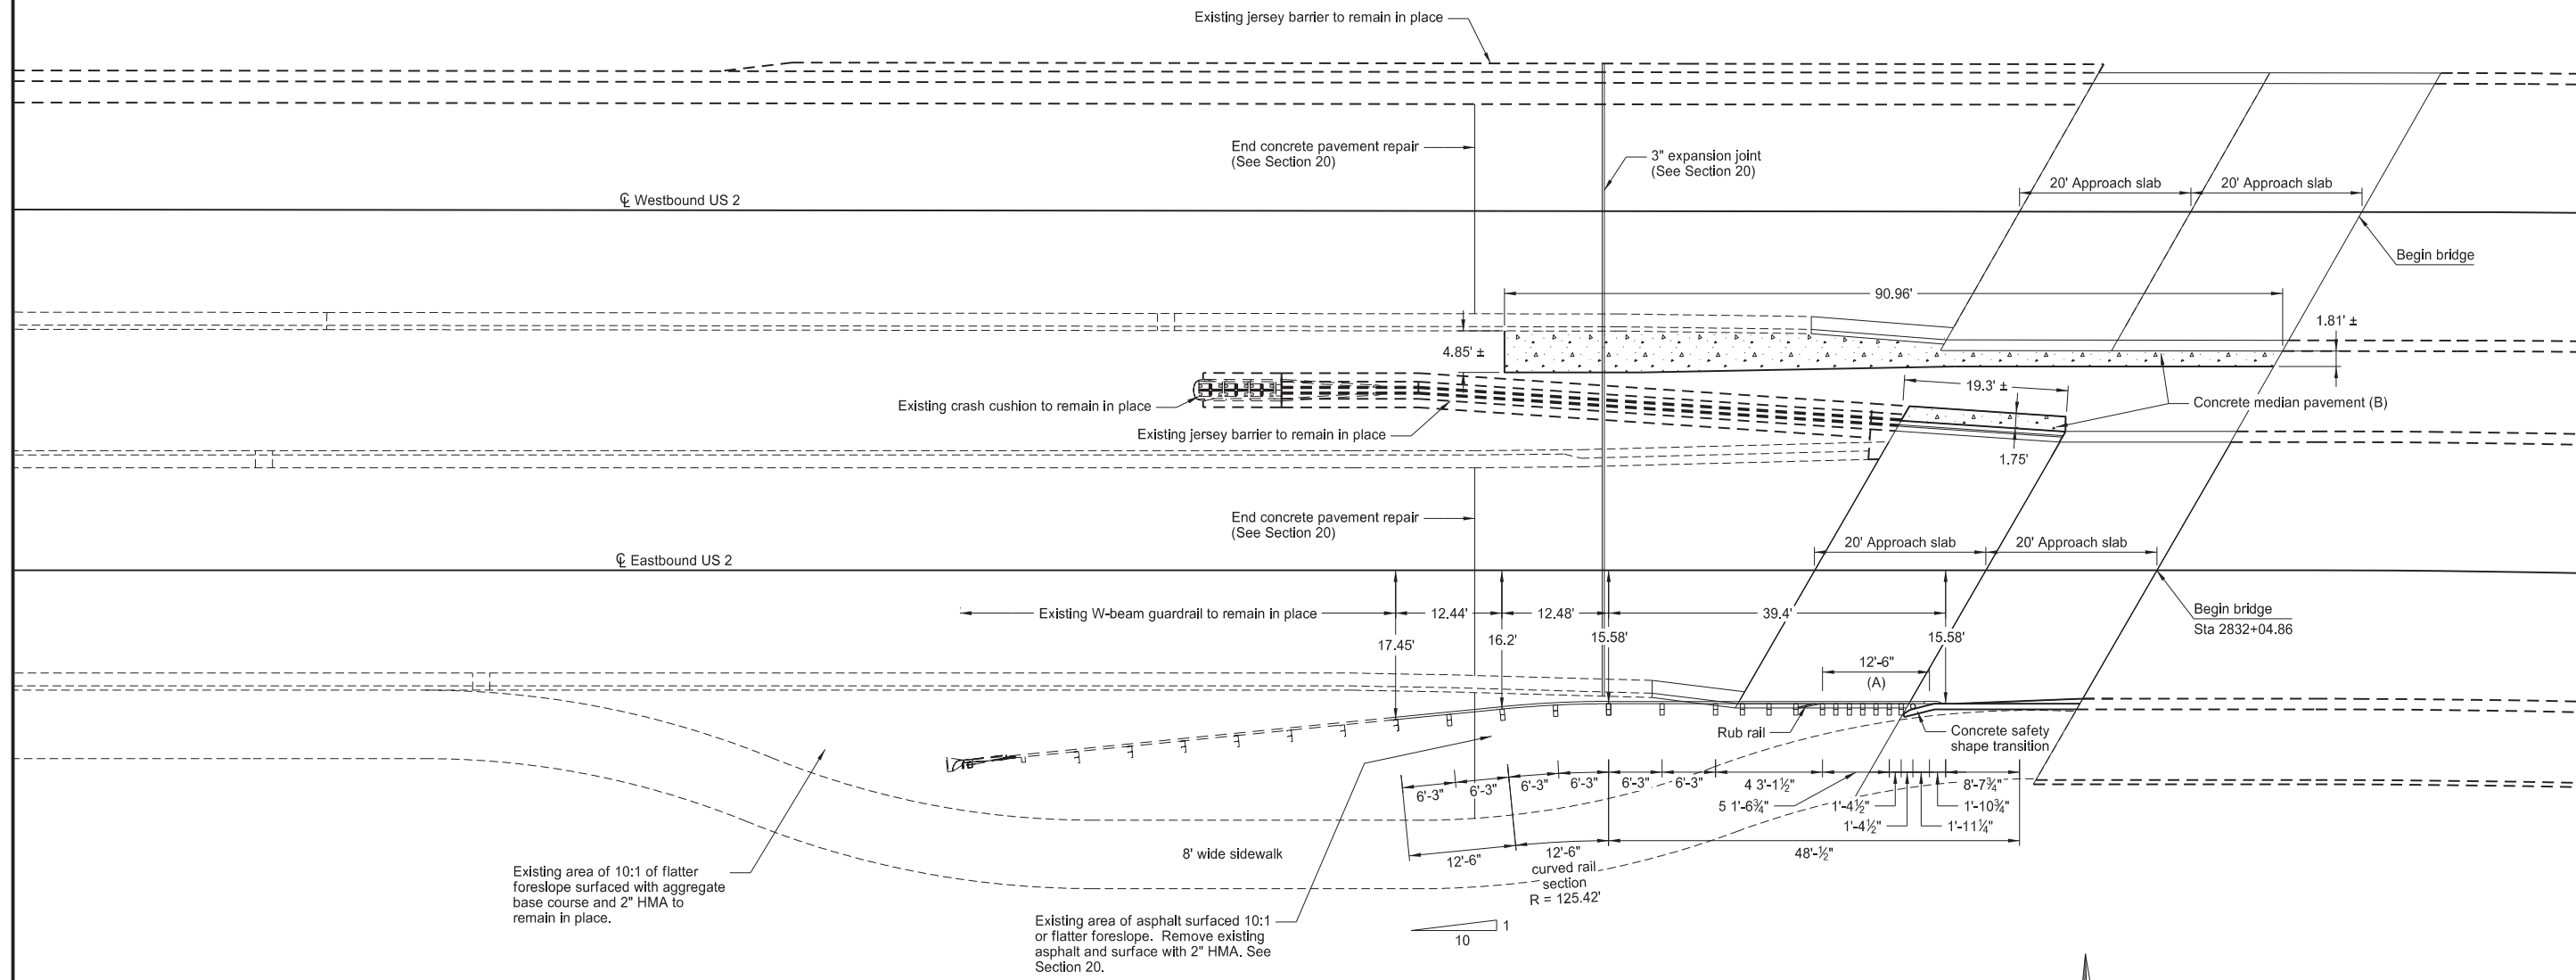 Existing jersey barrier to remain in place
End concrete pavement repair
(See Section 20)
3" expansion joint
(See Section 20)
20' Approach slab
20' Approach slab
℄ Westbound US 2
Begin bridge
90.96'
1.81' ±
4.85' ±
19.3' ±
Existing crash cushion to remain in place
Concrete median pavement (B)
Existing jersey barrier to remain in place
1.75'
End concrete pavement repair
(See Section 20)
20' Approach slab
20' Approach slab
℄ Eastbound US 2
Existing W-beam guardrail to remain in place
12.44'
12.48'
39.4'
Begin bridge
Sta 2832+04.86
17.45'
16.2'
15.58'
15.58'
12'-6"
(A)
Rub rail
Concrete safety
shape transition
6'-3"
6'-3"
6'-3"
6'-3"
6'-3"
6'-3"
4 3'-1½"
8'-7¾"
5 1'-6¾"
1'-4½"
1'-10¾"
1'-4½"
1'-11¼"
12'-6"
12'-6"
curved rail
section
R = 125.42'
48'-½"
8' wide sidewalk
Existing area of 10:1 of flatter
foreslope surfaced with aggregate
base course and 2" HMA to
remain in place.
Existing area of asphalt surfaced 10:1
or flatter foreslope. Remove existing
asphalt and surface with 2" HMA. See
Section 20.
1
10